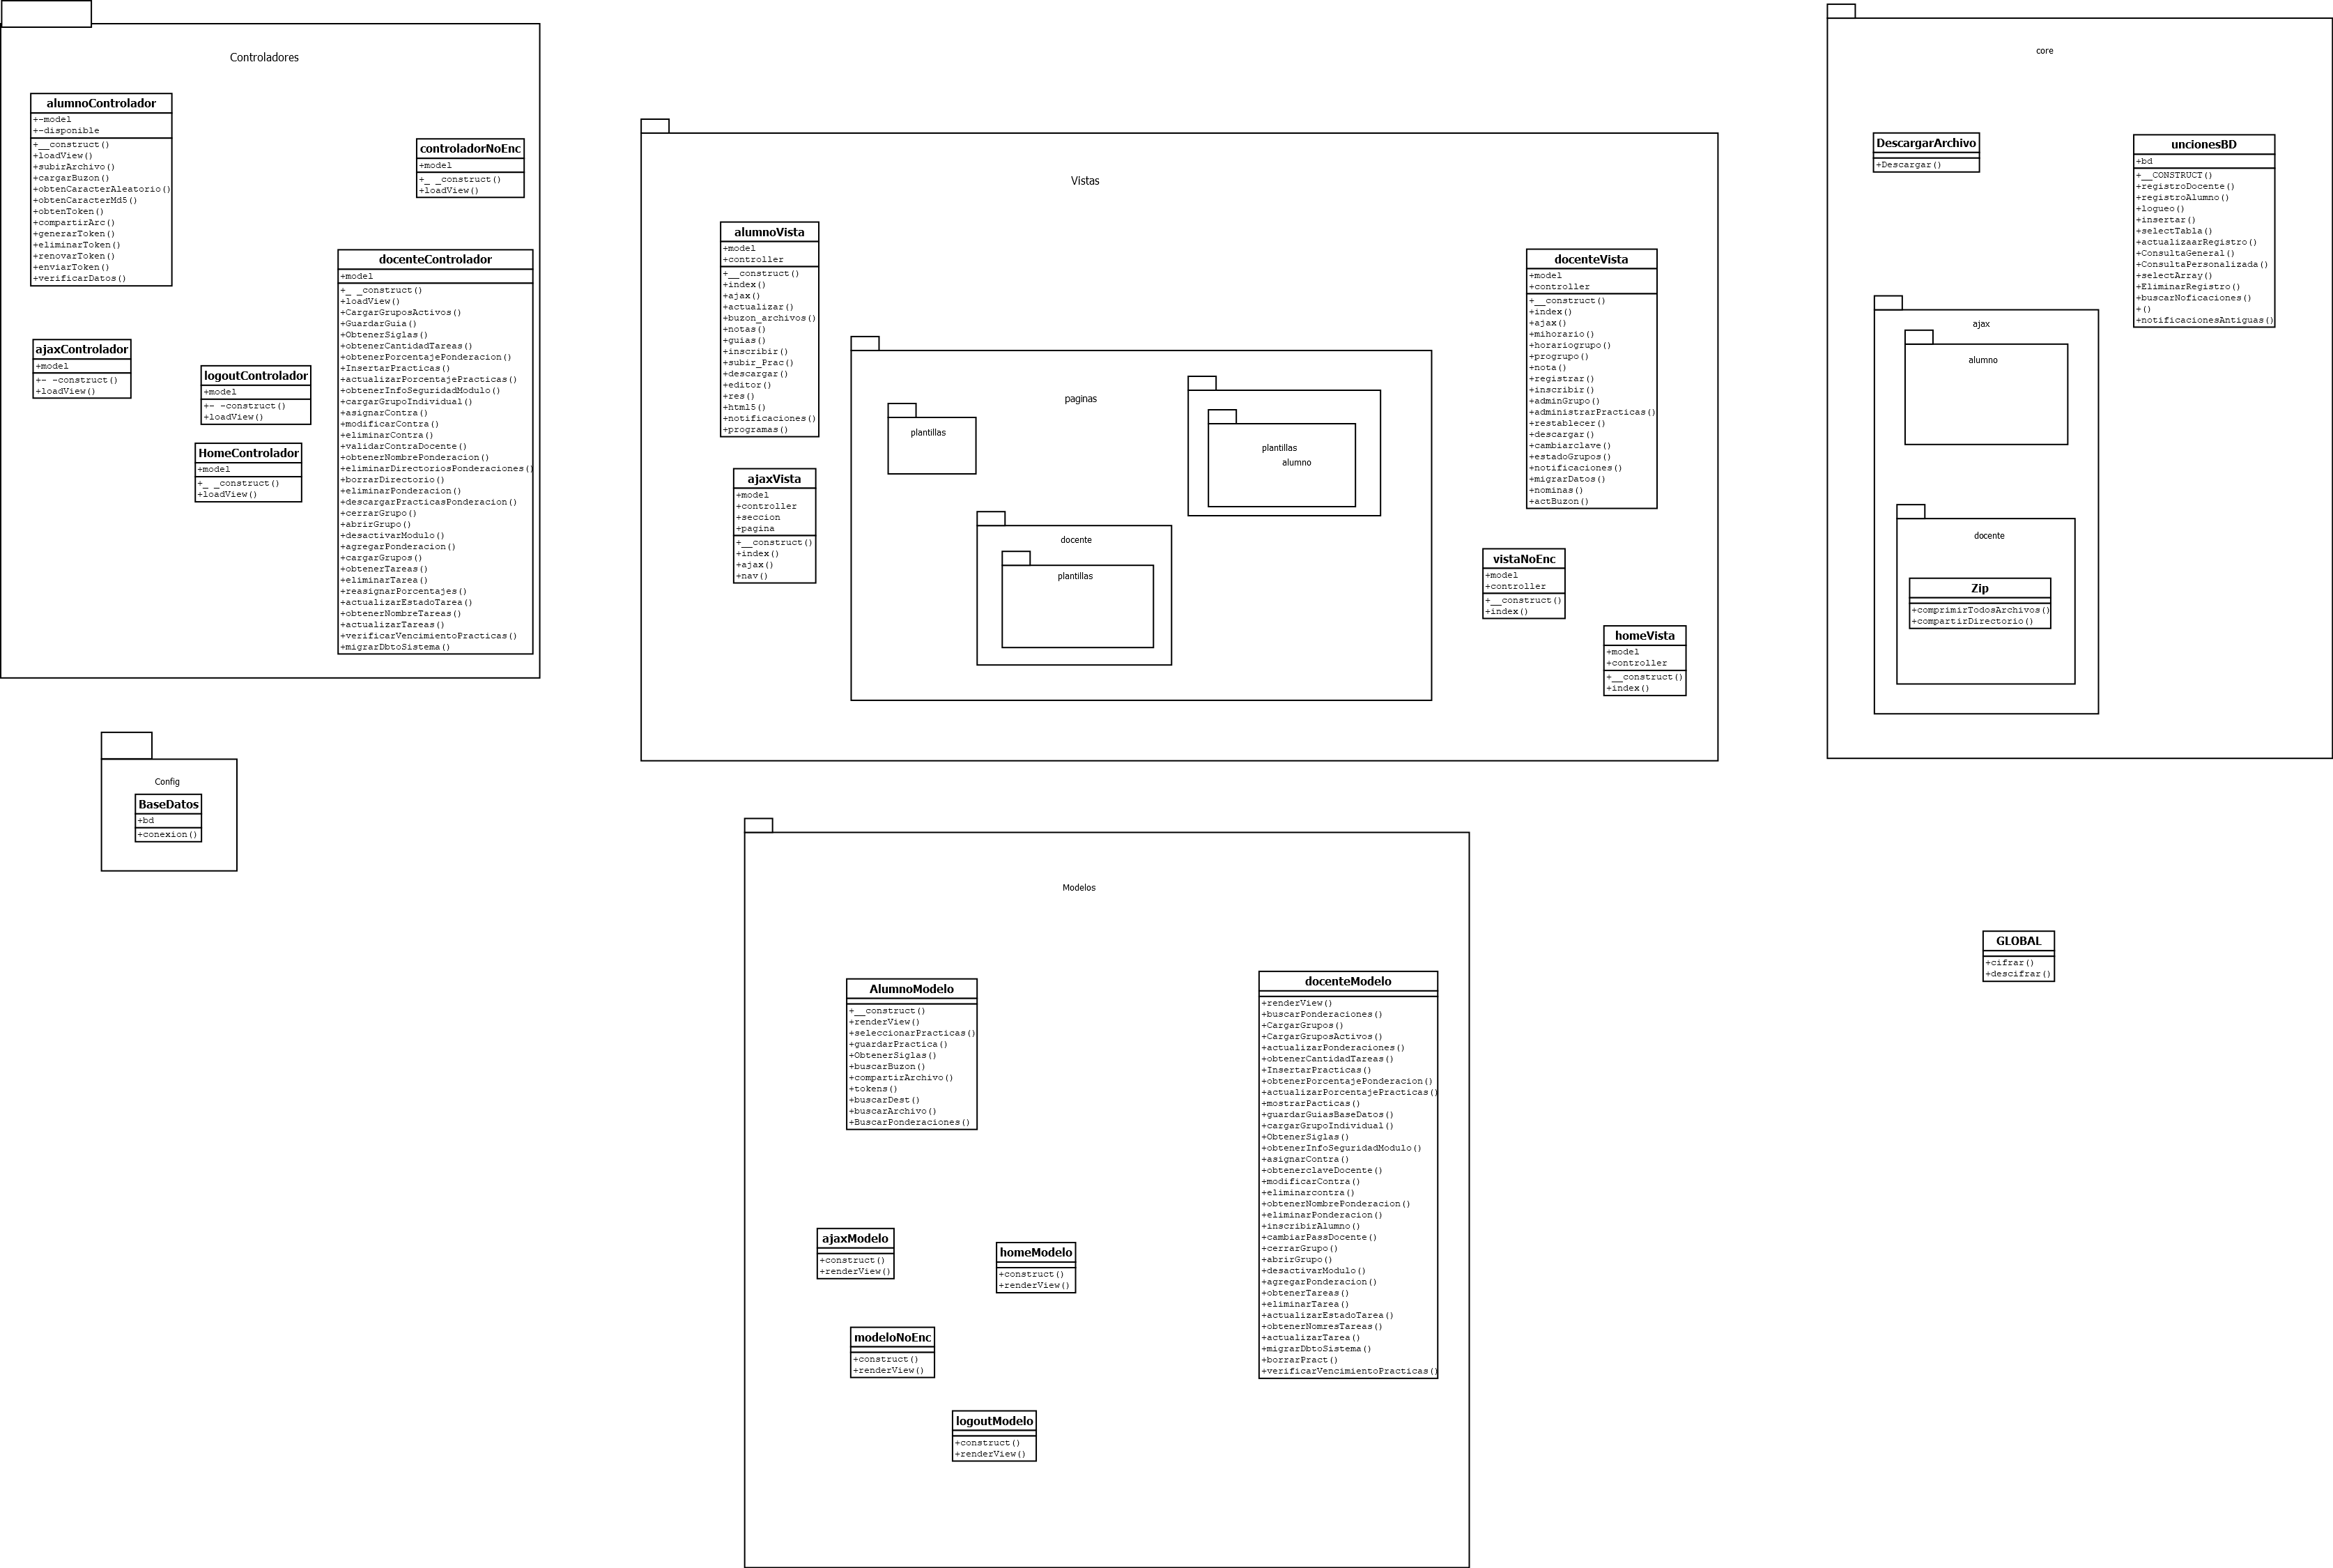 Controladores
alumnoControlador
+-model
+-disponible
+__construct()
+loadView()
+subirArchivo()
+cargarBuzon()
+obtenCaracterAleatorio()
+obtenCaracterMd5()
+obtenToken()
+compartirArc()
+generarToken()
+eliminarToken()
+renovarToken()
+enviarToken()
+verificarDatos()
controladorNoEnc
+model
+_ _construct()
+loadView()
docenteControlador
+model
+_ _construct()
+loadView()
+CargarGruposActivos()
+GuardarGuia()
+ObtenerSiglas()
+obtenerCantidadTareas()
+obtenerPorcentajePonderacion()
+InsertarPracticas()
+actualizarPorcentajePracticas()
+obtenerInfoSeguridadModulo()
+cargarGrupoIndividual()
+asignarContra()
+modificarContra()
+eliminarContra()
+validarContraDocente()
+obtenerNombrePonderacion()
+eliminarDirectoriosPonderaciones()
+borrarDirectorio()
+eliminarPonderacion()
+descargarPracticasPonderacion()
+cerrarGrupo()
+abrirGrupo()
+desactivarModulo()
+agregarPonderacion()
+cargarGrupos()
+obtenerTareas()
+eliminarTarea()
+reasignarPorcentajes()
+actualizarEstadoTarea()
+obtenerNombreTareas()
+actualizarTareas()
+verificarVencimientoPracticas()
+migrarDbtoSistema()
ajaxControlador
+model
+- -construct()
+loadView()
logoutControlador
+model
+- -construct()
+loadView()
HomeControlador
+model
+_ _construct()
+loadView()
Config
BaseDatos
+bd
+conexion()
Vistas
alumnoVista
+model
+controller
+__construct()
+index()
+ajax()
+actualizar()
+buzon_archivos()
+notas()
+guias()
+inscribir()
+subir_Prac()
+descargar()
+editor()
+res()
+html5()
+notificaciones()
+programas()
ajaxVista
+model
+controller
+seccion
+pagina
+__construct()
+index()
+ajax()
+nav()
paginas
plantillas
plantillas
alumno
docente
plantillas
docenteVista
+model
+controller
+__construct()
+index()
+ajax()
+mihorario()
+horariogrupo()
+progrupo()
+nota()
+registrar()
+inscribir()
+adminGrupo()
+administrarPracticas()
+restablecer()
+descargar()
+cambiarclave()
+estadoGrupos()
+notificaciones()
+migrarDatos()
+nominas()
+actBuzon()
vistaNoEnc
+model
+controller
+__construct()
+index()
homeVista
+model
+controller
+__construct()
+index()
core
DescargarArchivo
+Descargar()
uncionesBD
+bd
+__CONSTRUCT()
+registroDocente()
+registroAlumno()
+logueo()
+insertar()
+selectTabla()
+actualizaarRegistro()
+ConsultaGeneral()
+ConsultaPersonalizada()
+selectArray()
+EliminarRegistro()
+buscarNoficaciones()
+()
+notificacionesAntiguas()
ajax
alumno
docente
Zip
+comprimirTodosArchivos()
+compartirDirectorio()
Modelos
AlumnoModelo
+__construct()
+renderView()
+seleccionarPracticas()
+guardarPractica()
+ObtenerSiglas()
+buscarBuzon()
+compartirArchivo()
+tokens()
+buscarDest()
+buscarArchivo()
+BuscarPonderaciones()
docenteModelo
+renderView()
+buscarPonderaciones()
+CargarGrupos()
+CargarGruposActivos()
+actualizarPonderaciones()
+obtenerCantidadTareas()
+InsertarPracticas()
+obtenerPorcentajePonderacion()
+actualizarPorcentajePracticas()
+mostrarPacticas()
+guardarGuiasBaseDatos()
+cargarGrupoIndividual()
+ObtenerSiglas()
+obtenerInfoSeguridadModulo()
+asignarContra()
+obtenerclaveDocente()
+modificarContra()
+eliminarcontra()
+obtenerNombrePonderacion()
+eliminarPonderacion()
+inscribirAlumno()
+cambiarPassDocente()
+cerrarGrupo()
+abrirGrupo()
+desactivarModulo()
+agregarPonderacion()
+obtenerTareas()
+eliminarTarea()
+actualizarEstadoTarea()
+obtenerNomresTareas()
+actualizarTarea()
+migrarDbtoSistema()
+borrarPract()
+verificarVencimientoPracticas()
ajaxModelo
+construct()
+renderView()
homeModelo
+construct()
+renderView()
modeloNoEnc
+construct()
+renderView()
logoutModelo
+construct()
+renderView()
GLOBAL
+cifrar()
+descifrar()